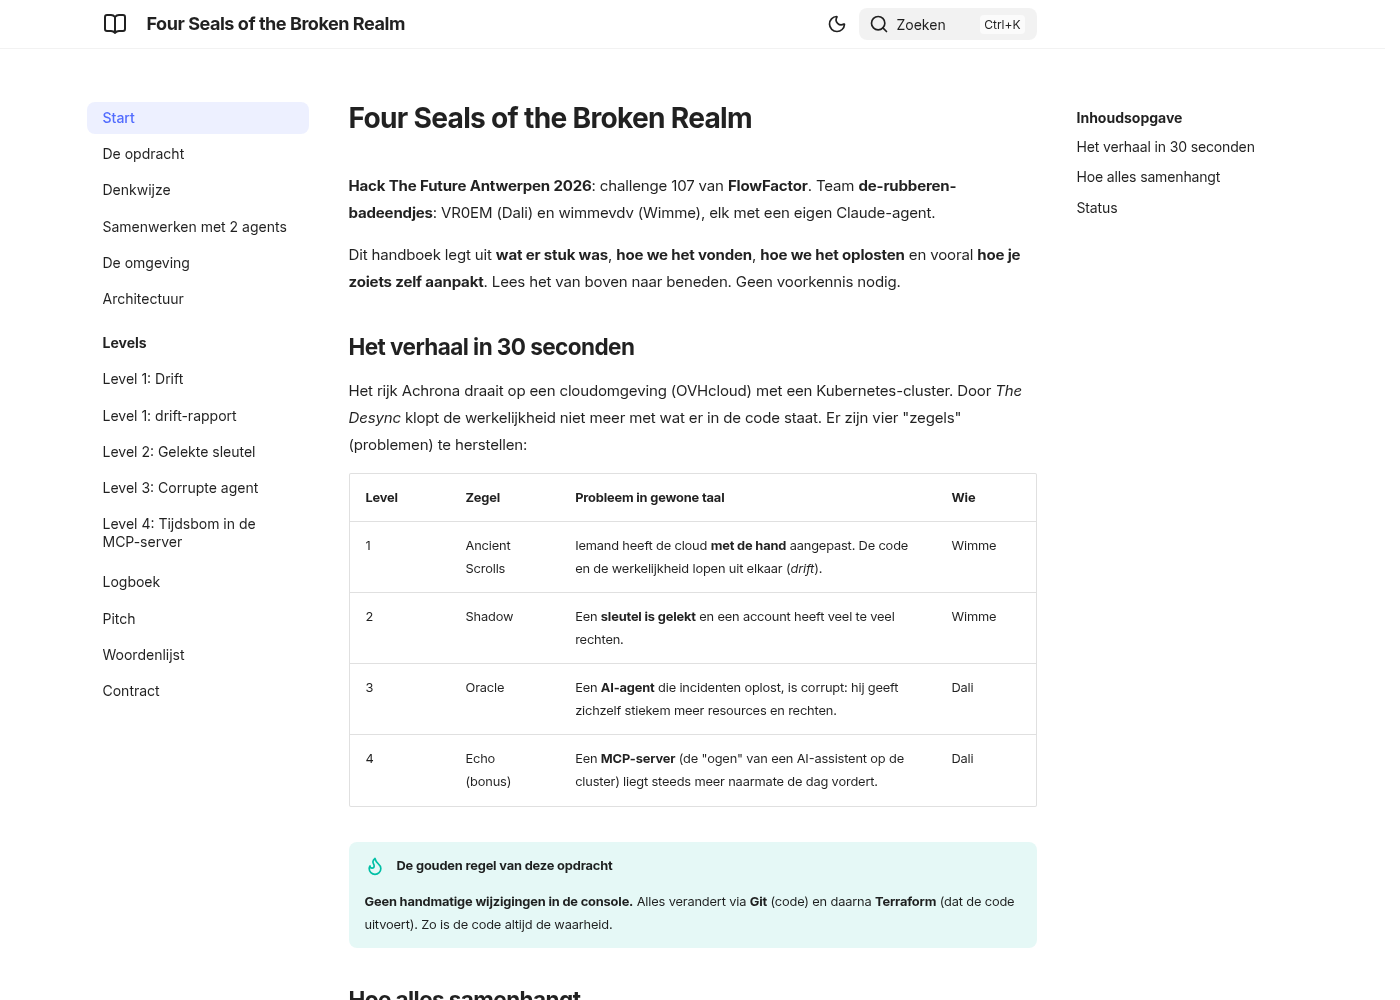 Four Seals of the Broken Realm
Zoeken
Ctrl+K
Start
De opdracht
Denkwijze
Samenwerken met 2 agents
De omgeving
Architectuur
Levels
Level 1: Drift
Level 1: drift-rapport
Level 2: Gelekte sleutel
Level 3: Corrupte agent
Level 4: Tijdsbom in de
MCP-server
Logboek
Pitch
Woordenlijst
Contract
Four Seals of the Broken Realm
Hack The Future Antwerpen 2026: challenge 107 van FlowFactor. Team de-rubberen-
badeendjes: VR0EM (Dali) en wimmevdv (Wimme), elk met een eigen Claude-agent.
Dit handboek legt uit wat er stuk was, hoe we het vonden, hoe we het oplosten en vooral hoe je
zoiets zelf aanpakt. Lees het van boven naar beneden. Geen voorkennis nodig.
Het verhaal in 30 seconden
Het rijk Achrona draait op een cloudomgeving (OVHcloud) met een Kubernetes-cluster. Door The
Desync klopt de werkelijkheid niet meer met wat er in de code staat. Er zijn vier "zegels"
(problemen) te herstellen:
Level Zegel Probleem in gewone taal Wie
1 Ancient Scrolls Iemand heeft de cloud met de hand aangepast. De code
en de werkelijkheid lopen uit elkaar (drift). Wimme
2 Shadow Een sleutel is gelekt en een account heeft veel te veel
rechten. Wimme
3 Oracle Een AI-agent die incidenten oplost, is corrupt: hij geeft
zichzelf stiekem meer resources en rechten. Dali
4 Echo (bonus) Een MCP-server (de "ogen" van een AI-assistent op de
cluster) liegt steeds meer naarmate de dag vordert. Dali
De gouden regel van deze opdracht
Geen handmatige wijzigingen in de console. Alles verandert via Git (code) en daarna Terraform (dat de code
uitvoert). Zo is de code altijd de waarheid.
Hoe alles samenhangt
Inhoudsopgave
Het verhaal in 30 seconden
Hoe alles samenhangt
Status